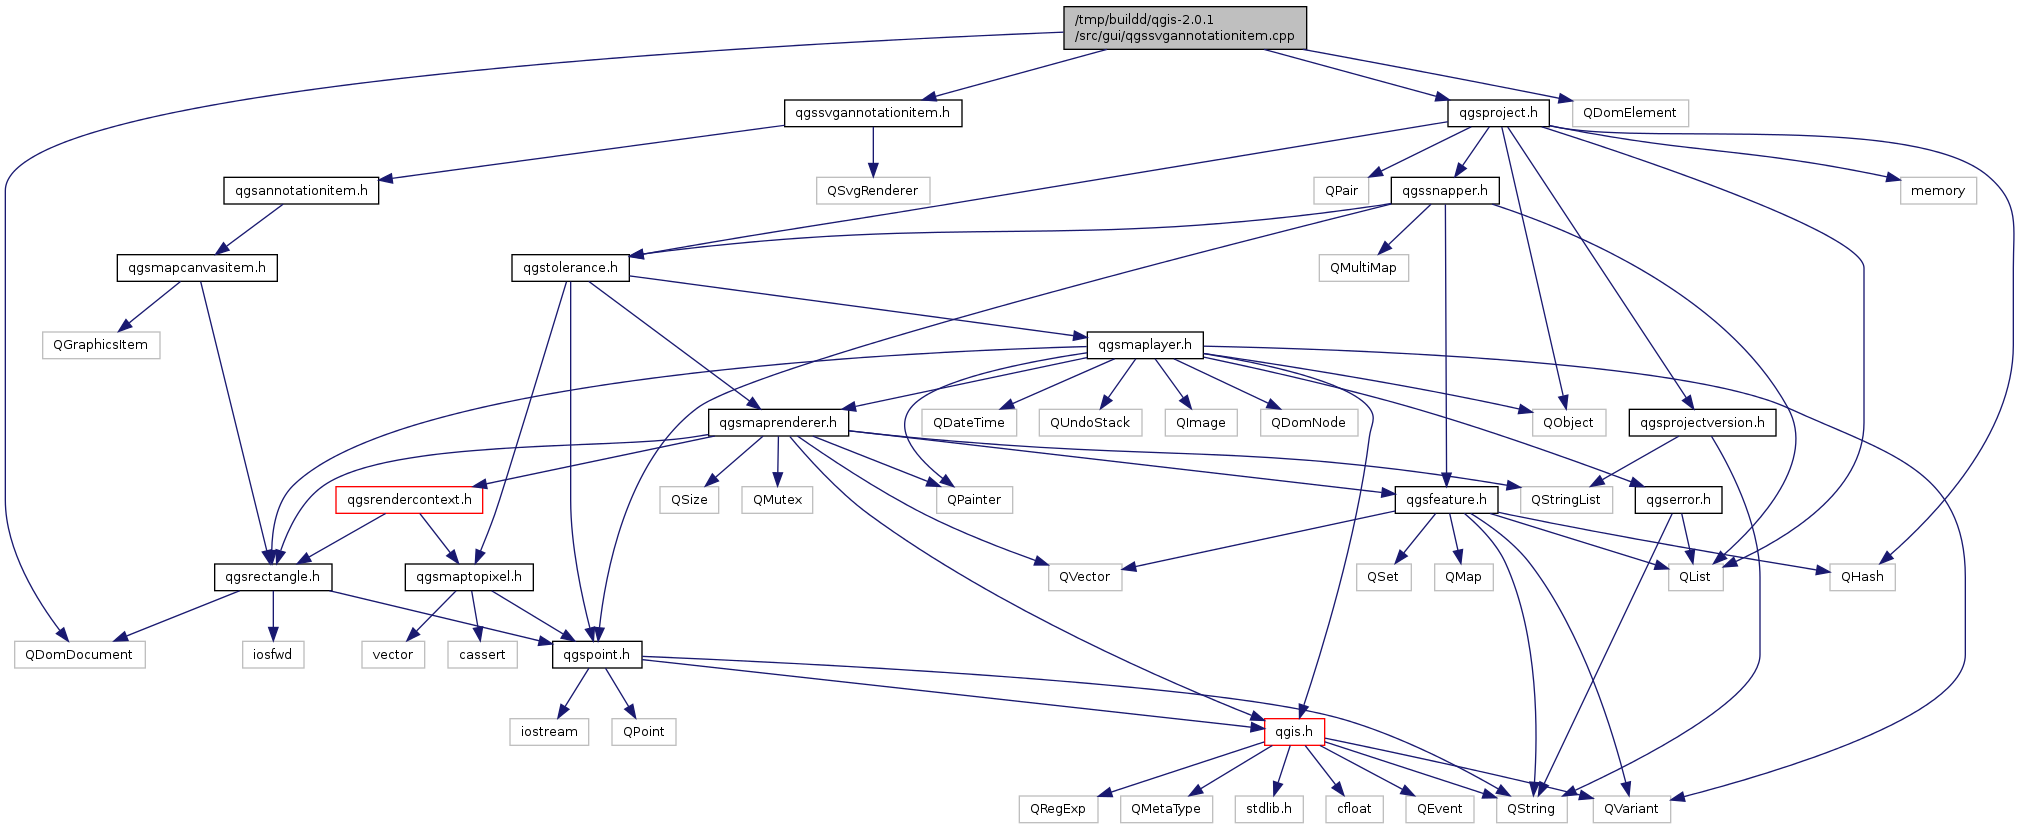 /tmp/buildd/qgis-2.0.1
/src/gui/qgssvgannotationitem.cpp
qgssvgannotationitem.h
qgsproject.h
QDomElement
qgsannotationitem.h
QSvgRenderer
QPair
qgssnapper.h
memory
qgsmapcanvasitem.h
qgstolerance.h
QMultiMap
QGraphicsItem
qgsmaplayer.h
qgsmaprenderer.h
QDateTime
QUndoStack
QImage
QDomNode
QObject
qgsprojectversion.h
qgsrendercontext.h
QSize
QMutex
QPainter
qgsfeature.h
QStringList
qgserror.h
qgsrectangle.h
qgsmaptopixel.h
QVector
QSet
QMap
QList
QHash
QDomDocument
iosfwd
vector
cassert
qgspoint.h
iostream
QPoint
qgis.h
QRegExp
QMetaType
stdlib.h
cfloat
QEvent
QString
QVariant